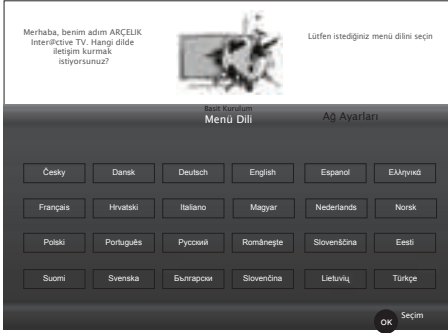 Merhaba, benim adım ARÇELIK
Inter@ctive TV. Hangi dilde
iletişim kurmak
istiyorsunuz?
Lütfen istediğiniz menü dilini seçin
Basit Kurulum
Menü Dili
Ağ Ayarları
Česky Dansk Deutsch English Espanol Ελληνικά
Français Hrvatski Italiano Magyar Nederlands Norsk
Polski Português Русский Româneşte Slovenščina Eesti
Suomi Svenska Български Slovenčina Lietuvių Türkçe
OK Seçim